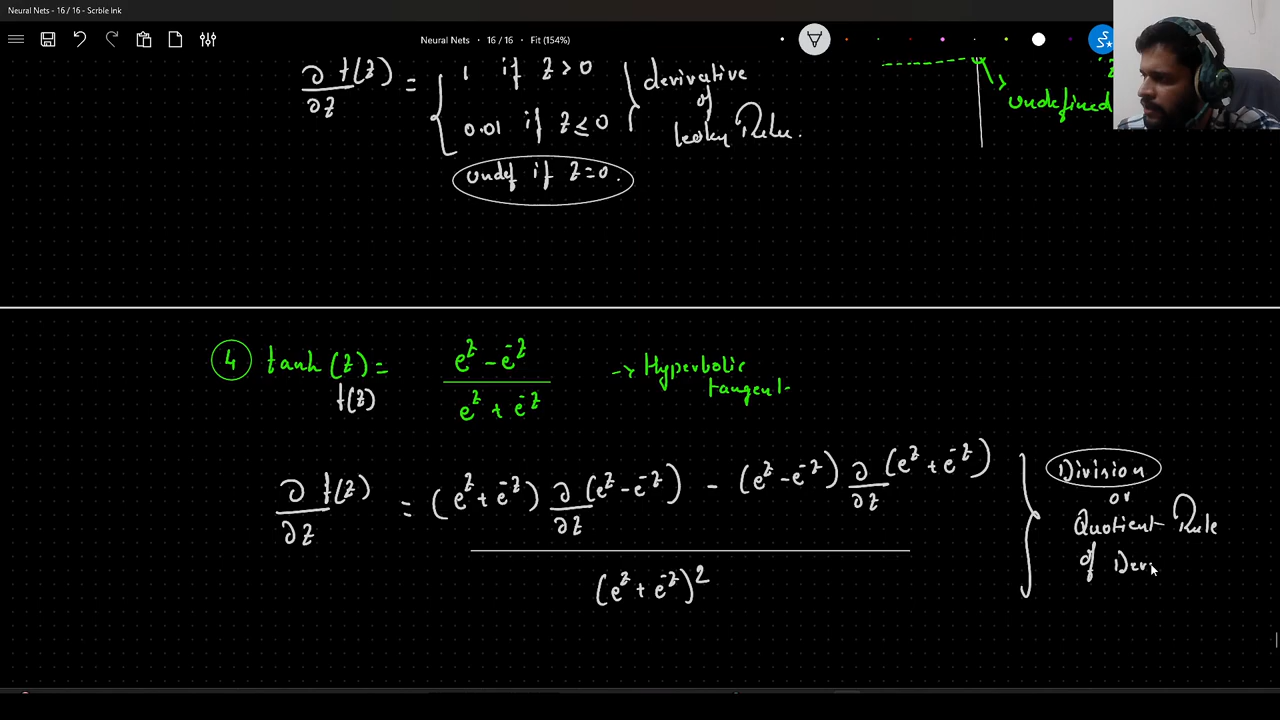 Neural Nets - 16 / 16 - Scrble Ink
Neural Nets • 16 / 16 • Fit (154%)
∂ f(z) / ∂z = { 1 if z > 0
0.01 if z ≤ 0
undef if z = 0.
} derivative
of
leaky Relu.
undefined
4 tanh (z) = (e^z - e^-z) / (e^z + e^-z) -> Hyperbolic
tangent
f(z)
∂ f(z) / ∂z = ((e^z + e^-z) ∂/∂z (e^z - e^-z) - (e^z - e^-z) ∂/∂z (e^z + e^-z)) / (e^z + e^-z)^2
} Division
or
Quotient Rule
of Deri